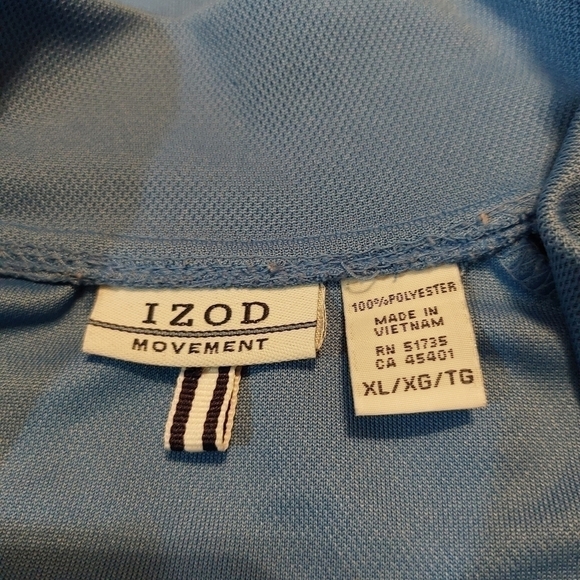 IZOD
MOVEMENT
100%POLYESTER
MADE IN
VIETNAM
RN 51735
CA 45401
XL/XG/TG